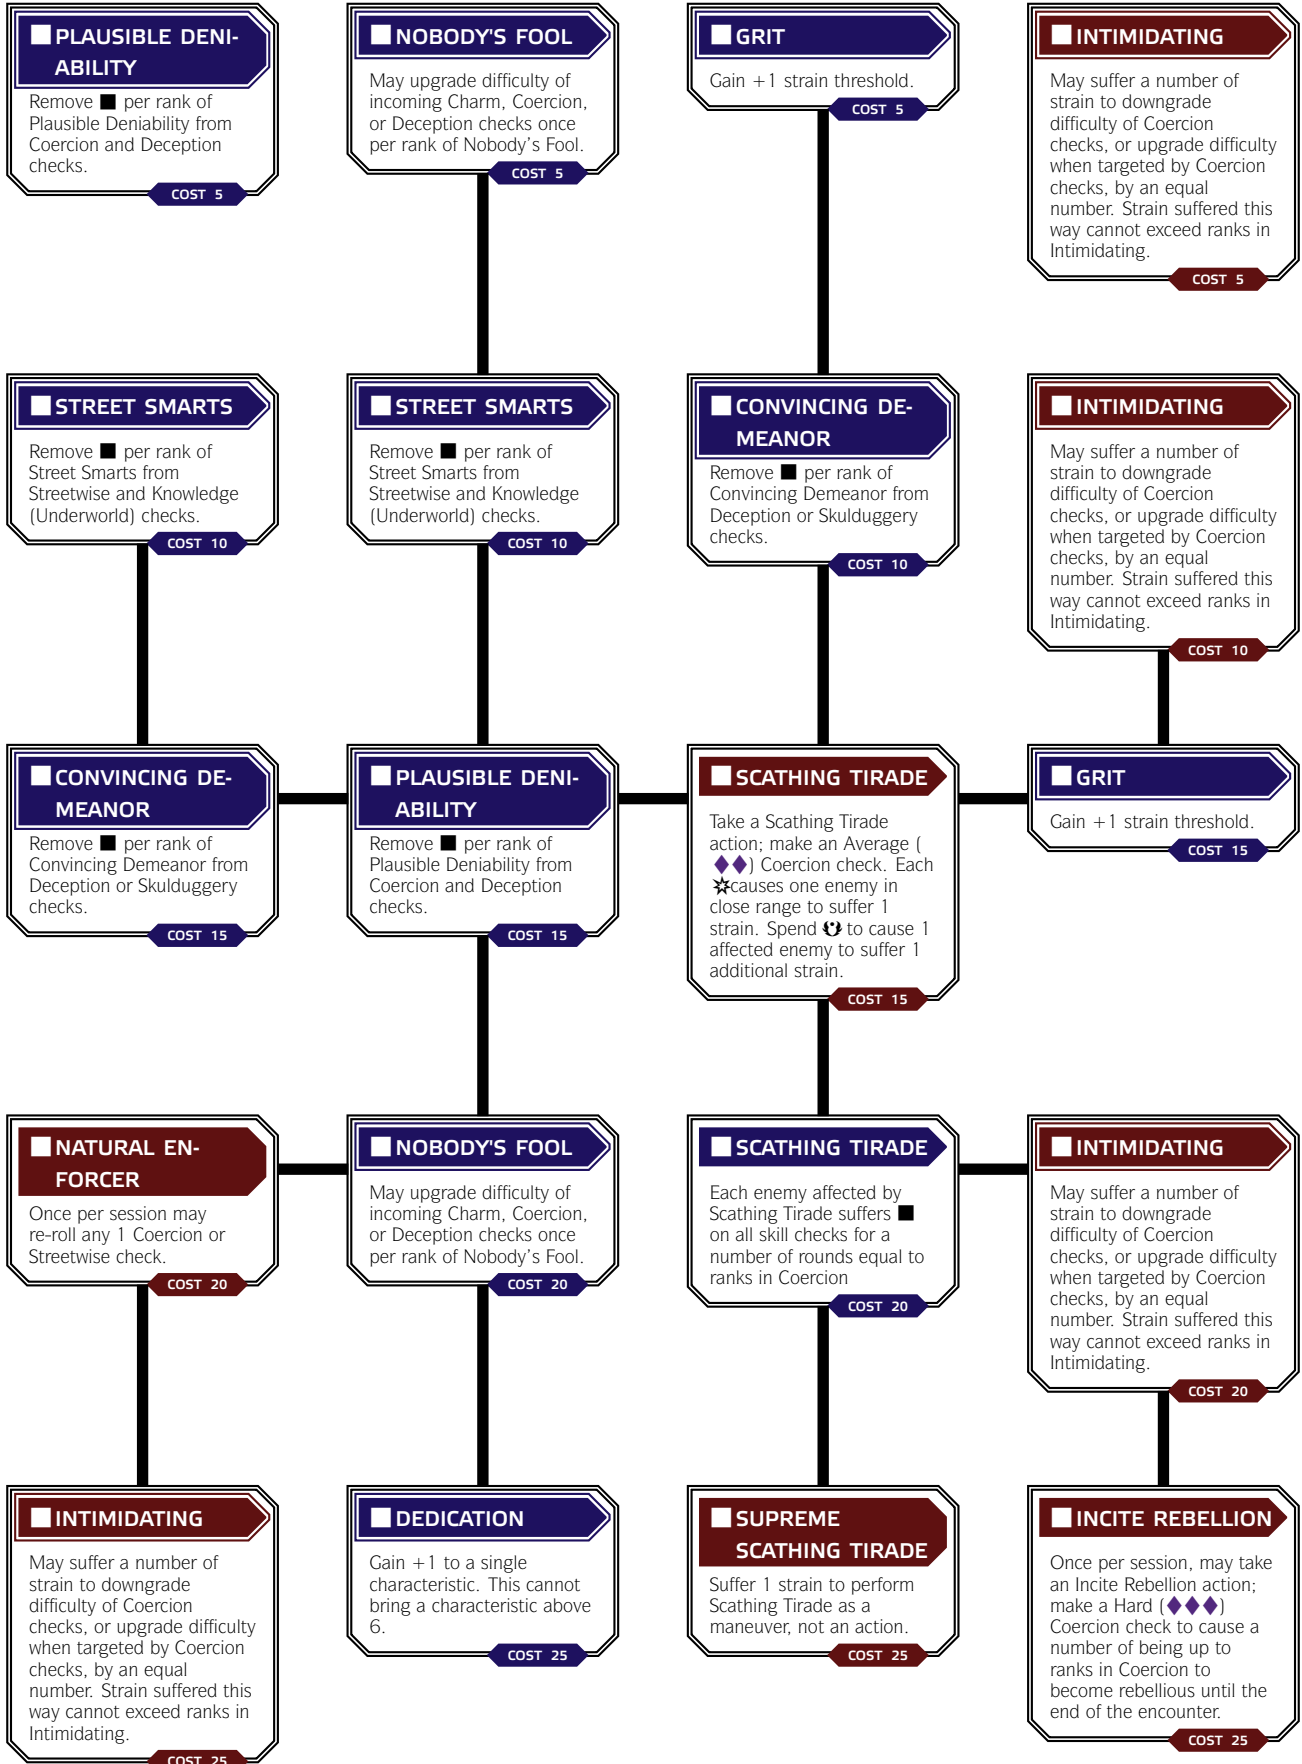 PLAUSIBLE DENI-
ABILITY
Remove ■ per rank of
Plausible Deniability from
Coercion and Deception
checks.
COST 5
NOBODY'S FOOL
May upgrade difficulty of
incoming Charm, Coercion,
or Deception checks once
per rank of Nobody's Fool.
COST 5
GRIT
Gain +1 strain threshold.
COST 5
INTIMIDATING
May suffer a number of
strain to downgrade
difficulty of Coercion
checks, or upgrade difficulty
when targeted by Coercion
checks, by an equal
number. Strain suffered this
way cannot exceed ranks in
Intimidating.
COST 5
STREET SMARTS
Remove ■ per rank of
Street Smarts from
Streetwise and Knowledge
(Underworld) checks.
COST 10
STREET SMARTS
Remove ■ per rank of
Street Smarts from
Streetwise and Knowledge
(Underworld) checks.
COST 10
CONVINCING DE-
MEANOR
Remove ■ per rank of
Convincing Demeanor from
Deception or Skulduggery
checks.
COST 10
INTIMIDATING
May suffer a number of
strain to downgrade
difficulty of Coercion
checks, or upgrade difficulty
when targeted by Coercion
checks, by an equal
number. Strain suffered this
way cannot exceed ranks in
Intimidating.
COST 10
CONVINCING DE-
MEANOR
Remove ■ per rank of
Convincing Demeanor from
Deception or Skulduggery
checks.
COST 15
PLAUSIBLE DENI-
ABILITY
Remove ■ per rank of
Plausible Deniability from
Coercion and Deception
checks.
COST 15
SCATHING TIRADE
Take a Scathing Tirade
action; make an Average (
◆◆) Coercion check. Each
causes one enemy in
close range to suffer 1
strain. Spend to cause 1
affected enemy to suffer 1
additional strain.
COST 15
GRIT
Gain +1 strain threshold.
COST 15
NATURAL EN-
FORCER
Once per session may
re-roll any 1 Coercion or
Streetwise check.
COST 20
NOBODY'S FOOL
May upgrade difficulty of
incoming Charm, Coercion,
or Deception checks once
per rank of Nobody's Fool.
COST 20
SCATHING TIRADE
Each enemy affected by
Scathing Tirade suffers ■
on all skill checks for a
number of rounds equal to
ranks in Coercion
COST 20
INTIMIDATING
May suffer a number of
strain to downgrade
difficulty of Coercion
checks, or upgrade difficulty
when targeted by Coercion
checks, by an equal
number. Strain suffered this
way cannot exceed ranks in
Intimidating.
COST 20
INTIMIDATING
May suffer a number of
strain to downgrade
difficulty of Coercion
checks, or upgrade difficulty
when targeted by Coercion
checks, by an equal
number. Strain suffered this
way cannot exceed ranks in
Intimidating.
COST 25
DEDICATION
Gain +1 to a single
characteristic. This cannot
bring a characteristic above
6.
COST 25
SUPREME
SCATHING TIRADE
Suffer 1 strain to perform
Scathing Tirade as a
maneuver, not an action.
COST 25
INCITE REBELLION
Once per session, may take
an Incite Rebellion action;
make a Hard (◆◆◆)
Coercion check to cause a
number of being up to
ranks in Coercion to
become rebellious until the
end of the encounter.
COST 25